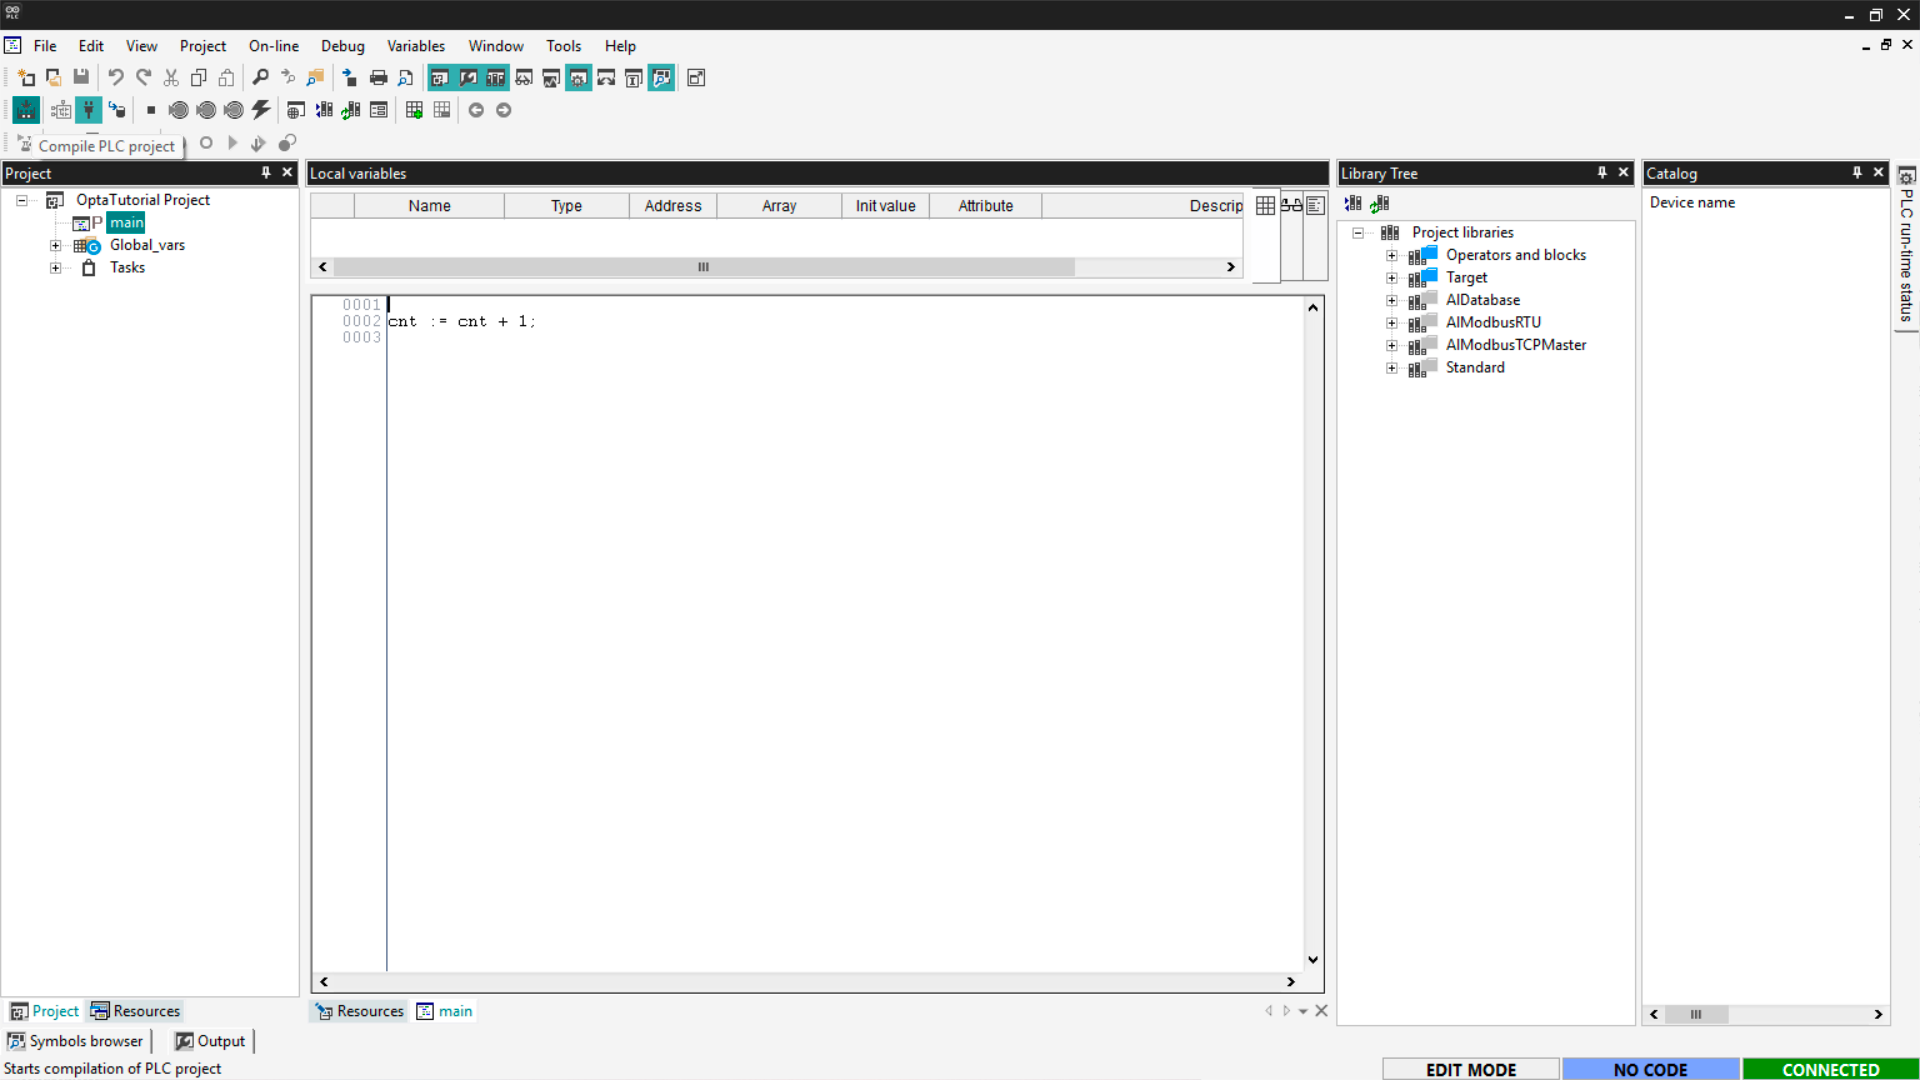 PLC
File Edit View Project On-line Debug Variables Window Tools Help
Compile PLC project
Project
OptaTutorial Project
P main
G Global_vars
Tasks
Project Resources
Local variables
Name Type Address Array Init value Attribute Descrip
0001
0002 cnt := cnt + 1;
0003
Resources main
Library Tree
Project libraries
Operators and blocks
Target
AlDatabase
AlModbusRTU
AlModbusTCPMaster
Standard
Catalog
Device name
PLC run-time status
Symbols browser Output
Starts compilation of PLC project
EDIT MODE NO CODE CONNECTED